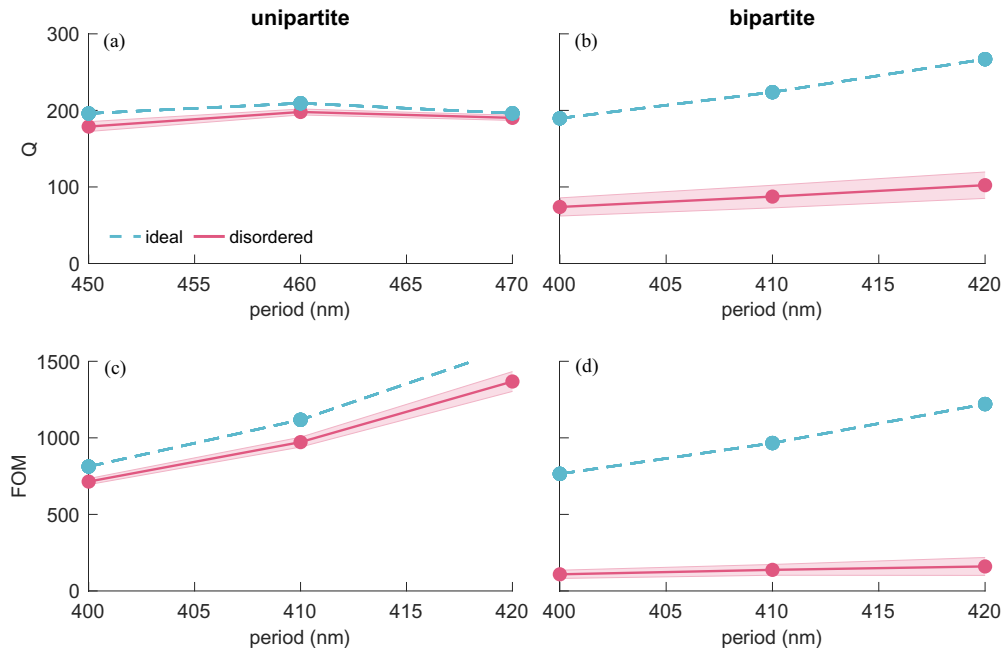 unipartite
bipartite
(a)
300
200
100
0
Q
ideal
disordered
450 455 460 465 470
period (nm)
(b)
400 405 410 415 420
period (nm)
(c)
1500
1000
500
0
FOM
400 405 410 415 420
period (nm)
(d)
400 405 410 415 420
period (nm)